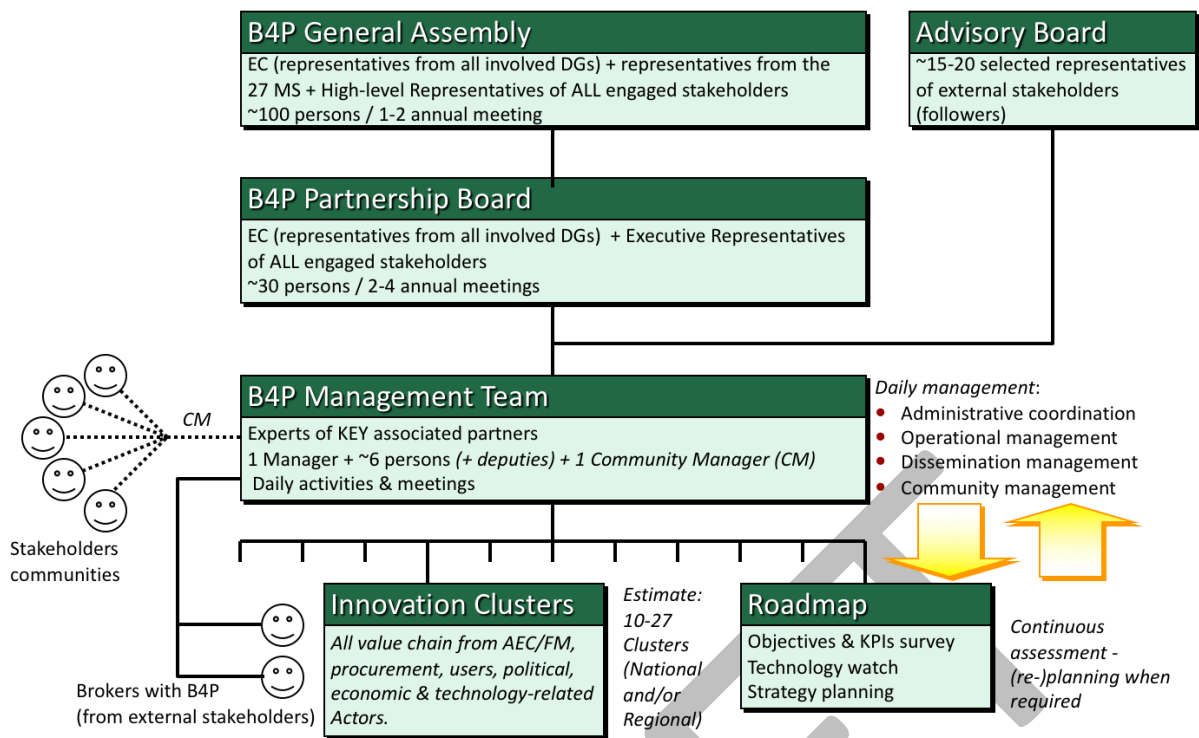 B4P General Assembly
EC (representatives from all involved DGs) + representatives from the
27 MS + High-level Representatives of ALL engaged stakeholders
~100 persons / 1-2 annual meeting
Advisory Board
~15-20 selected representatives
of external stakeholders
(followers)
B4P Partnership Board
EC (representatives from all involved DGs) + Executive Representatives
of ALL engaged stakeholders
~30 persons / 2-4 annual meetings
CM
Stakeholders
communities
B4P Management Team
Experts of KEY associated partners
1 Manager + ~6 persons (+ deputies) + 1 Community Manager (CM)
Daily activities & meetings
Daily management:
• Administrative coordination
• Operational management
• Dissemination management
• Community management
Brokers with B4P
(from external stakeholders)
Innovation Clusters
All value chain from AEC/FM,
procurement, users, political,
economic & technology-related
Actors.
Estimate:
10-27
Clusters
(National
and/or
Regional)
Roadmap
Objectives & KPIs survey
Technology watch
Strategy planning
Continuous
assessment -
(re-)planning when
required